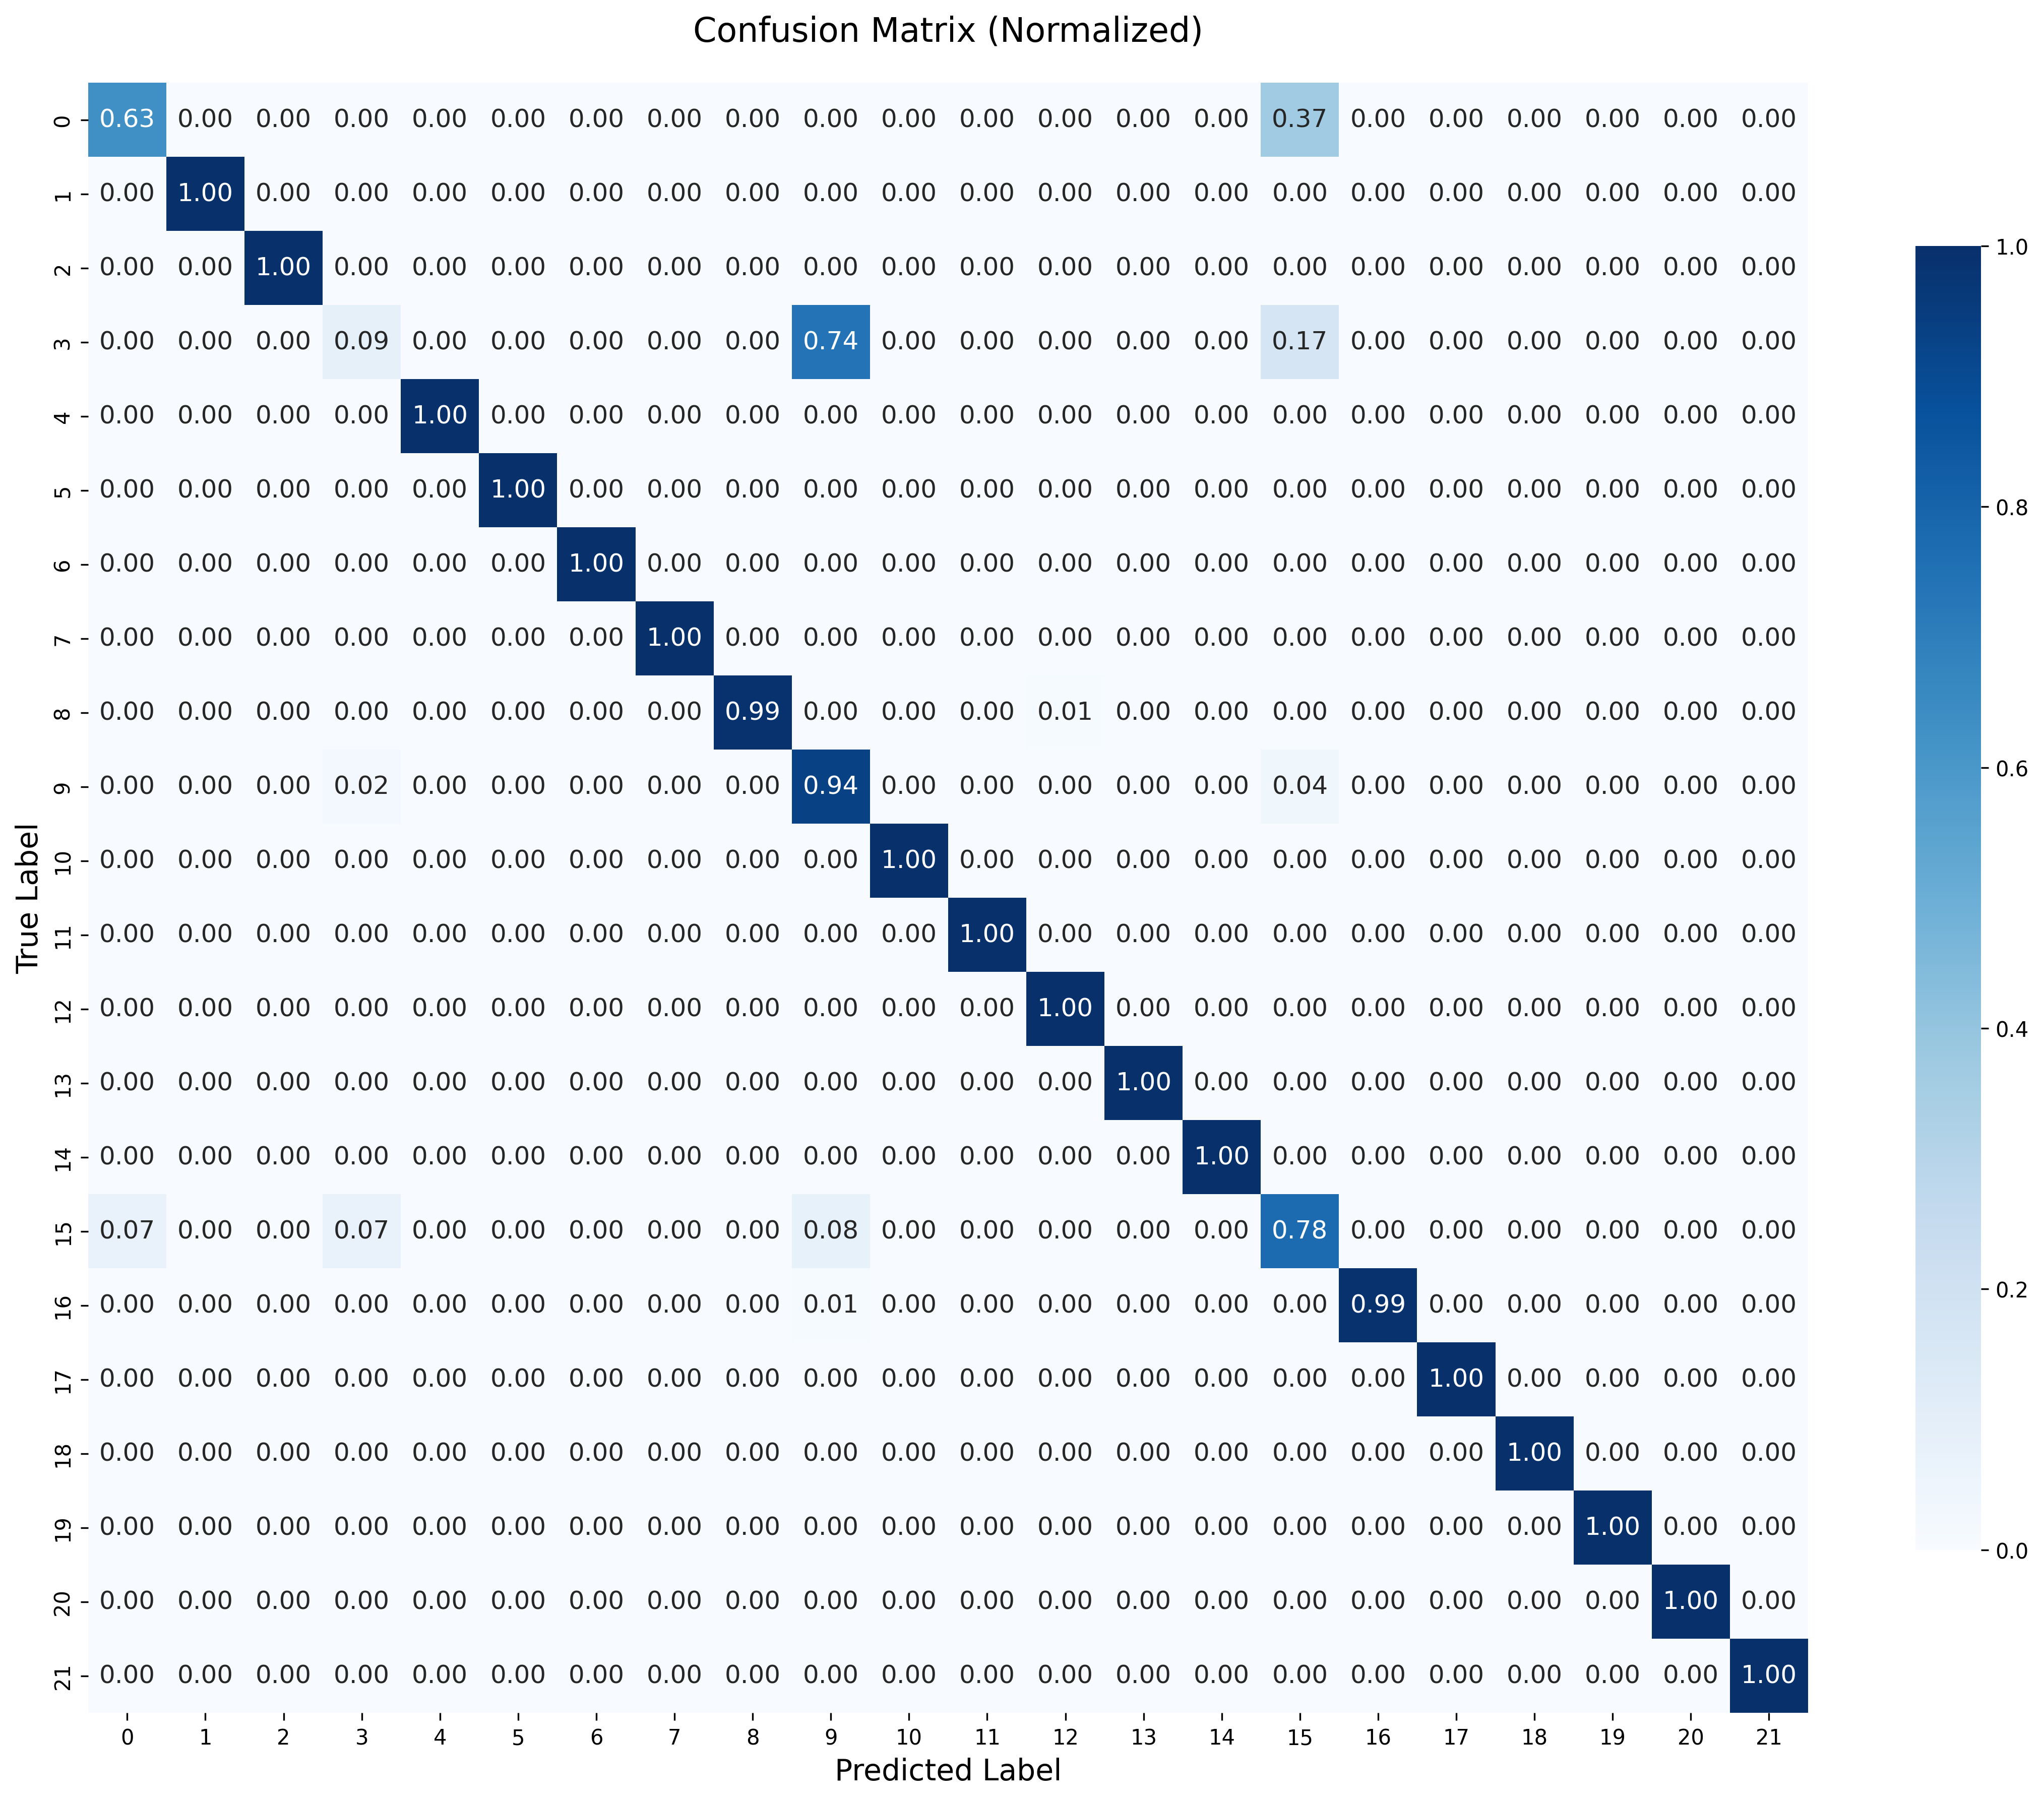 Confusion Matrix (Normalized)
0 0.63 0.00 0.00 0.00 0.00 0.00 0.00 0.00 0.00 0.00 0.00 0.00 0.00 0.00 0.00 0.37 0.00 0.00 0.00 0.00 0.00 0.00
1 0.00 1.00 0.00 0.00 0.00 0.00 0.00 0.00 0.00 0.00 0.00 0.00 0.00 0.00 0.00 0.00 0.00 0.00 0.00 0.00 0.00 0.00
2 0.00 0.00 1.00 0.00 0.00 0.00 0.00 0.00 0.00 0.00 0.00 0.00 0.00 0.00 0.00 0.00 0.00 0.00 0.00 0.00 0.00 0.00
3 0.00 0.00 0.00 0.09 0.00 0.00 0.00 0.00 0.00 0.74 0.00 0.00 0.00 0.00 0.00 0.17 0.00 0.00 0.00 0.00 0.00 0.00
4 0.00 0.00 0.00 0.00 1.00 0.00 0.00 0.00 0.00 0.00 0.00 0.00 0.00 0.00 0.00 0.00 0.00 0.00 0.00 0.00 0.00 0.00
5 0.00 0.00 0.00 0.00 0.00 1.00 0.00 0.00 0.00 0.00 0.00 0.00 0.00 0.00 0.00 0.00 0.00 0.00 0.00 0.00 0.00 0.00
6 0.00 0.00 0.00 0.00 0.00 0.00 1.00 0.00 0.00 0.00 0.00 0.00 0.00 0.00 0.00 0.00 0.00 0.00 0.00 0.00 0.00 0.00
7 0.00 0.00 0.00 0.00 0.00 0.00 0.00 1.00 0.00 0.00 0.00 0.00 0.00 0.00 0.00 0.00 0.00 0.00 0.00 0.00 0.00 0.00
8 0.00 0.00 0.00 0.00 0.00 0.00 0.00 0.00 0.99 0.00 0.00 0.00 0.01 0.00 0.00 0.00 0.00 0.00 0.00 0.00 0.00 0.00
9 0.00 0.00 0.00 0.02 0.00 0.00 0.00 0.00 0.00 0.94 0.00 0.00 0.00 0.00 0.00 0.04 0.00 0.00 0.00 0.00 0.00 0.00
10 0.00 0.00 0.00 0.00 0.00 0.00 0.00 0.00 0.00 0.00 1.00 0.00 0.00 0.00 0.00 0.00 0.00 0.00 0.00 0.00 0.00 0.00
11 0.00 0.00 0.00 0.00 0.00 0.00 0.00 0.00 0.00 0.00 0.00 1.00 0.00 0.00 0.00 0.00 0.00 0.00 0.00 0.00 0.00 0.00
12 0.00 0.00 0.00 0.00 0.00 0.00 0.00 0.00 0.00 0.00 0.00 0.00 1.00 0.00 0.00 0.00 0.00 0.00 0.00 0.00 0.00 0.00
13 0.00 0.00 0.00 0.00 0.00 0.00 0.00 0.00 0.00 0.00 0.00 0.00 0.00 1.00 0.00 0.00 0.00 0.00 0.00 0.00 0.00 0.00
14 0.00 0.00 0.00 0.00 0.00 0.00 0.00 0.00 0.00 0.00 0.00 0.00 0.00 0.00 1.00 0.00 0.00 0.00 0.00 0.00 0.00 0.00
15 0.07 0.00 0.00 0.07 0.00 0.00 0.00 0.00 0.00 0.08 0.00 0.00 0.00 0.00 0.00 0.78 0.00 0.00 0.00 0.00 0.00 0.00
16 0.00 0.00 0.00 0.00 0.00 0.00 0.00 0.00 0.00 0.01 0.00 0.00 0.00 0.00 0.00 0.00 0.99 0.00 0.00 0.00 0.00 0.00
17 0.00 0.00 0.00 0.00 0.00 0.00 0.00 0.00 0.00 0.00 0.00 0.00 0.00 0.00 0.00 0.00 0.00 1.00 0.00 0.00 0.00 0.00
18 0.00 0.00 0.00 0.00 0.00 0.00 0.00 0.00 0.00 0.00 0.00 0.00 0.00 0.00 0.00 0.00 0.00 0.00 1.00 0.00 0.00 0.00
19 0.00 0.00 0.00 0.00 0.00 0.00 0.00 0.00 0.00 0.00 0.00 0.00 0.00 0.00 0.00 0.00 0.00 0.00 0.00 1.00 0.00 0.00
20 0.00 0.00 0.00 0.00 0.00 0.00 0.00 0.00 0.00 0.00 0.00 0.00 0.00 0.00 0.00 0.00 0.00 0.00 0.00 0.00 1.00 0.00
21 0.00 0.00 0.00 0.00 0.00 0.00 0.00 0.00 0.00 0.00 0.00 0.00 0.00 0.00 0.00 0.00 0.00 0.00 0.00 0.00 0.00 1.00
0 1 2 3 4 5 6 7 8 9 10 11 12 13 14 15 16 17 18 19 20 21
Predicted Label
True Label
1.0
0.8
0.6
0.4
0.2
0.0